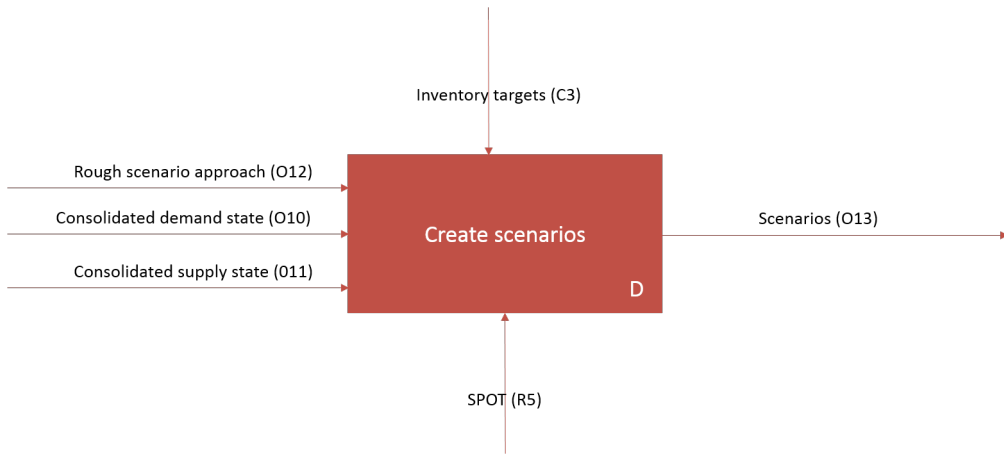 Inventory targets (C3)
Rough scenario approach (O12)
Consolidated demand state (O10)
Consolidated supply state (011)
Create scenarios
D
Scenarios (O13)
SPOT (R5)